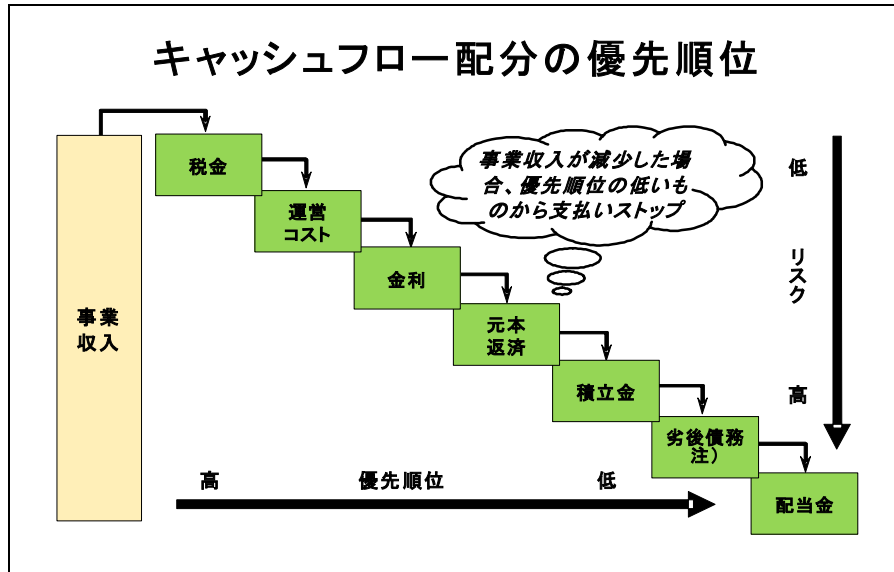 キャッシュフロー配分の優先順位
税金
運営
コスト
金利
元本
返済
積立金
劣後債務
注）
配当金
事業
収入
事業収入が減少した場
合、優先順位の低いも
のから支払いストップ
低
リスク
高
高
優先順位
低